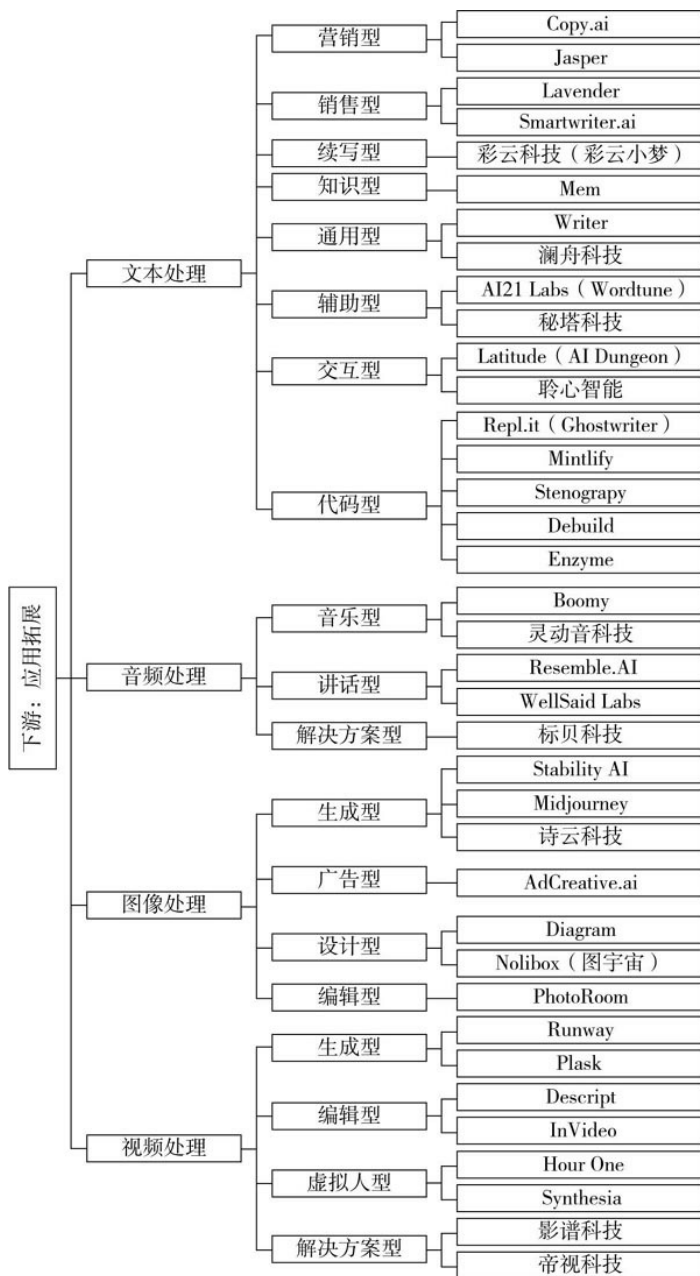 下游：应用拓展
文本处理
营销型
Copy.ai
Jasper
销售型
Lavender
Smartwriter.ai
续写型
彩云科技（彩云小梦）
知识型
Mem
通用型
Writer
澜舟科技
辅助型
AI21 Labs（Wordtune）
秘塔科技
交互型
Latitude（AI Dungeon）
聆心智能
代码型
Repl.it（Ghostwriter）
Mintlify
Stenograpy
Debuild
Enzyme
音频处理
音乐型
Boomy
灵动音科技
讲话型
Resemble.AI
WellSaid Labs
解决方案型
标贝科技
图像处理
生成型
Stability AI
Midjourney
诗云科技
广告型
AdCreative.ai
设计型
Diagram
Nolibox（图宇宙）
编辑型
PhotoRoom
视频处理
生成型
Runway
Plask
编辑型
Descript
InVideo
虚拟人型
Hour One
Synthesia
解决方案型
影谱科技
帝视科技